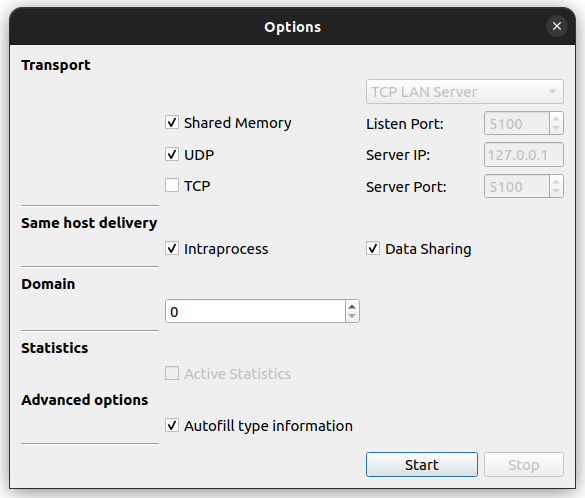 Options
Transport
TCP LAN Server
Shared Memory Listen Port: 5100
UDP Server IP: 127.0.0.1
TCP Server Port: 5100
Same host delivery
Intraprocess Data Sharing
Domain
0
Statistics
Active Statistics
Advanced options
Autofill type information
Start Stop